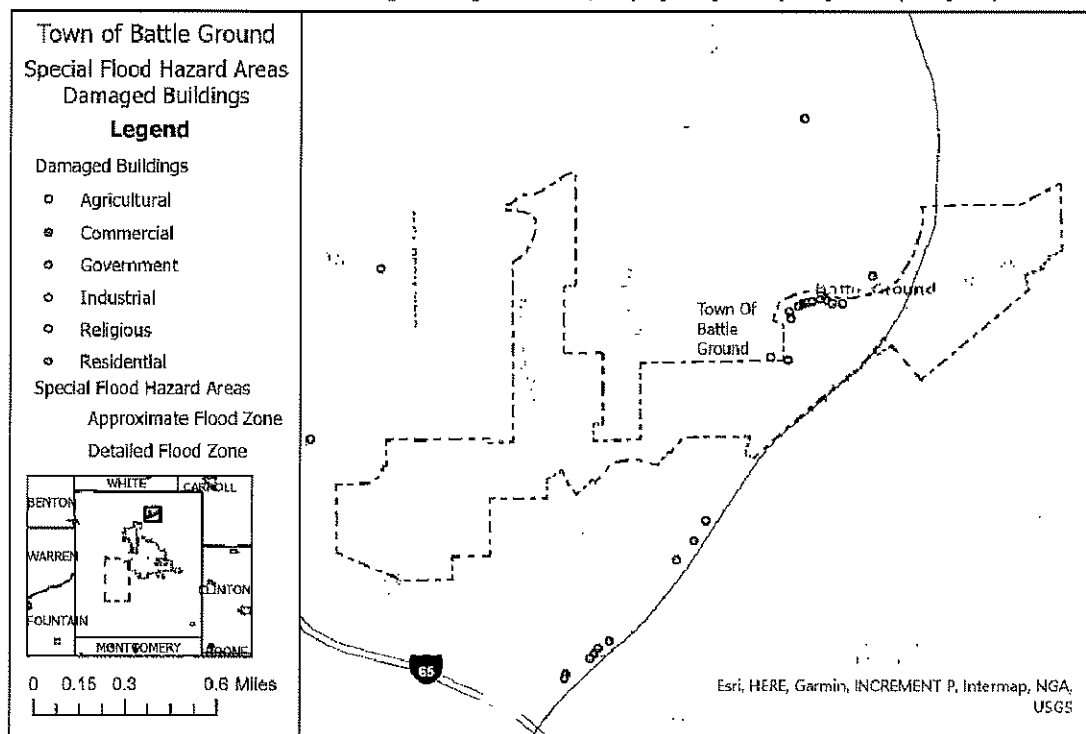 Town of Battle Ground
Special Flood Hazard Areas
Damaged Buildings
Legend
Damaged Buildings
Agricultural
Commercial
Government
Industrial
Religious
Residential
Special Flood Hazard Areas
Approximate Flood Zone
Detailed Flood Zone
WHITE
CARROLL
BENTON
WARREN
CLINTON
FOUNTAIN
MONTGOMERY
BOONE
0 0.15 0.3 0.6 Miles
Battle Ground
Town Of
Battle
Ground
65
Esri, HERE, Garmin, INCREMENT P, Intermap, NGA,
USGS